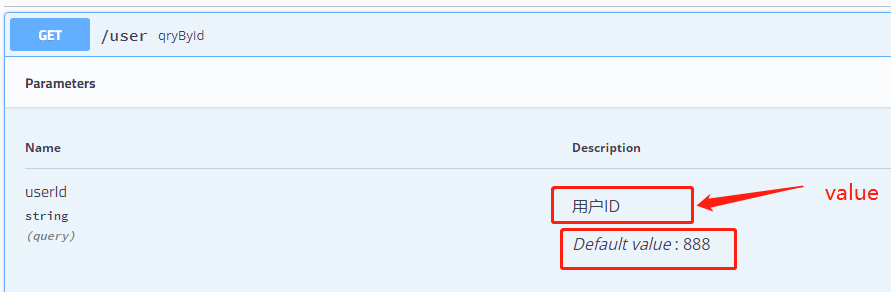 GET /user qryById
Parameters
Name Description
userId 用户ID value
string
(query) Default value : 888